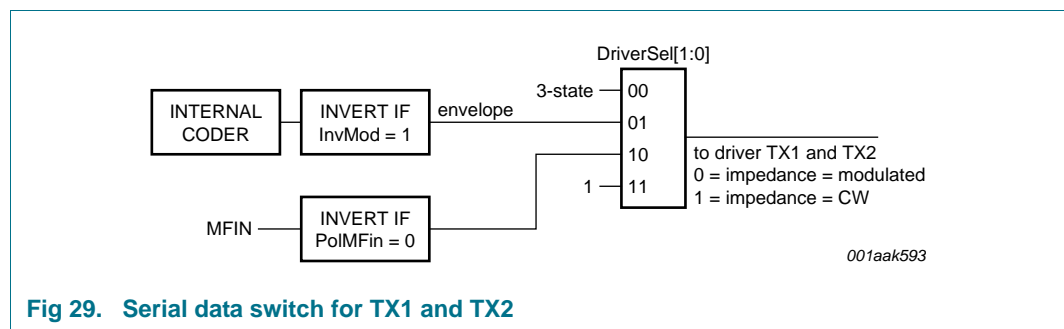 DriverSel[1:0]
3-state
00
INTERNAL
CODER
INVERT IF
InvMod = 1
envelope
01
10
1
11
to driver TX1 and TX2
0 = impedance = modulated
1 = impedance = CW
MFIN
INVERT IF
PolMFin = 0
001aak593
Fig 29. Serial data switch for TX1 and TX2